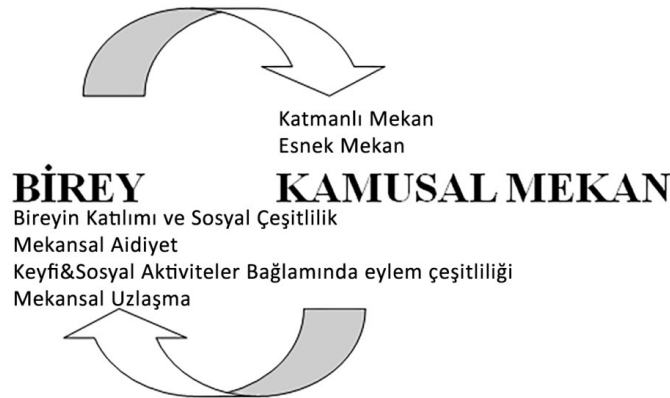 Katmanlı Mekan
Esnek Mekan
BİREY KAMUSAL MEKAN
Bireyin Katılımı ve Sosyal Çeşitlilik
Mekansal Aidiyet
Keyfi&Sosyal Aktiviteler Bağlamında eylem çeşitliliği
Mekansal Uzlaşma